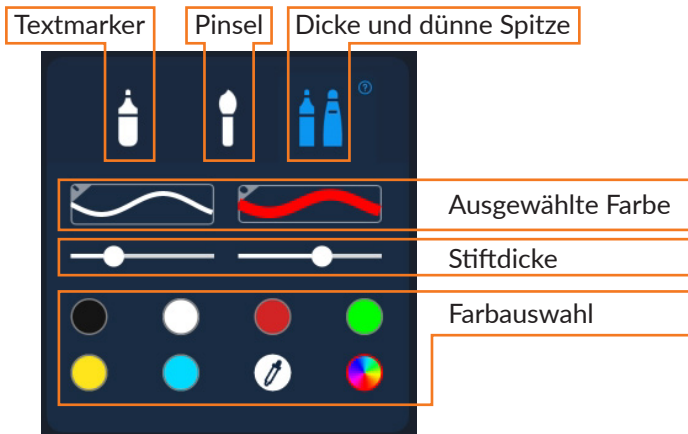 Textmarker
Pinsel
Dicke und dünne Spitze
?
Ausgewählte Farbe
Stiftdicke
Farbauswahl